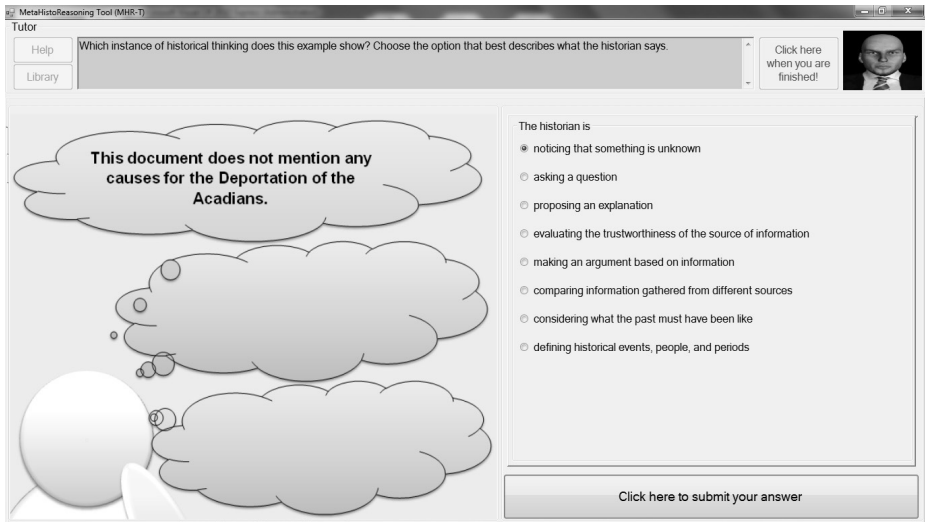 MetaHistoReasoning Tool (MHR-T)
Tutor
Help
Library
Which instance of historical thinking does this example show? Choose the option that best describes what the historian says.
Click here
when you are
finished!
This document does not mention any
causes for the Deportation of the
Acadians.
The historian is
noticing that something is unknown
asking a question
proposing an explanation
evaluating the trustworthiness of the source of information
making an argument based on information
comparing information gathered from different sources
considering what the past must have been like
defining historical events, people, and periods
Click here to submit your answer